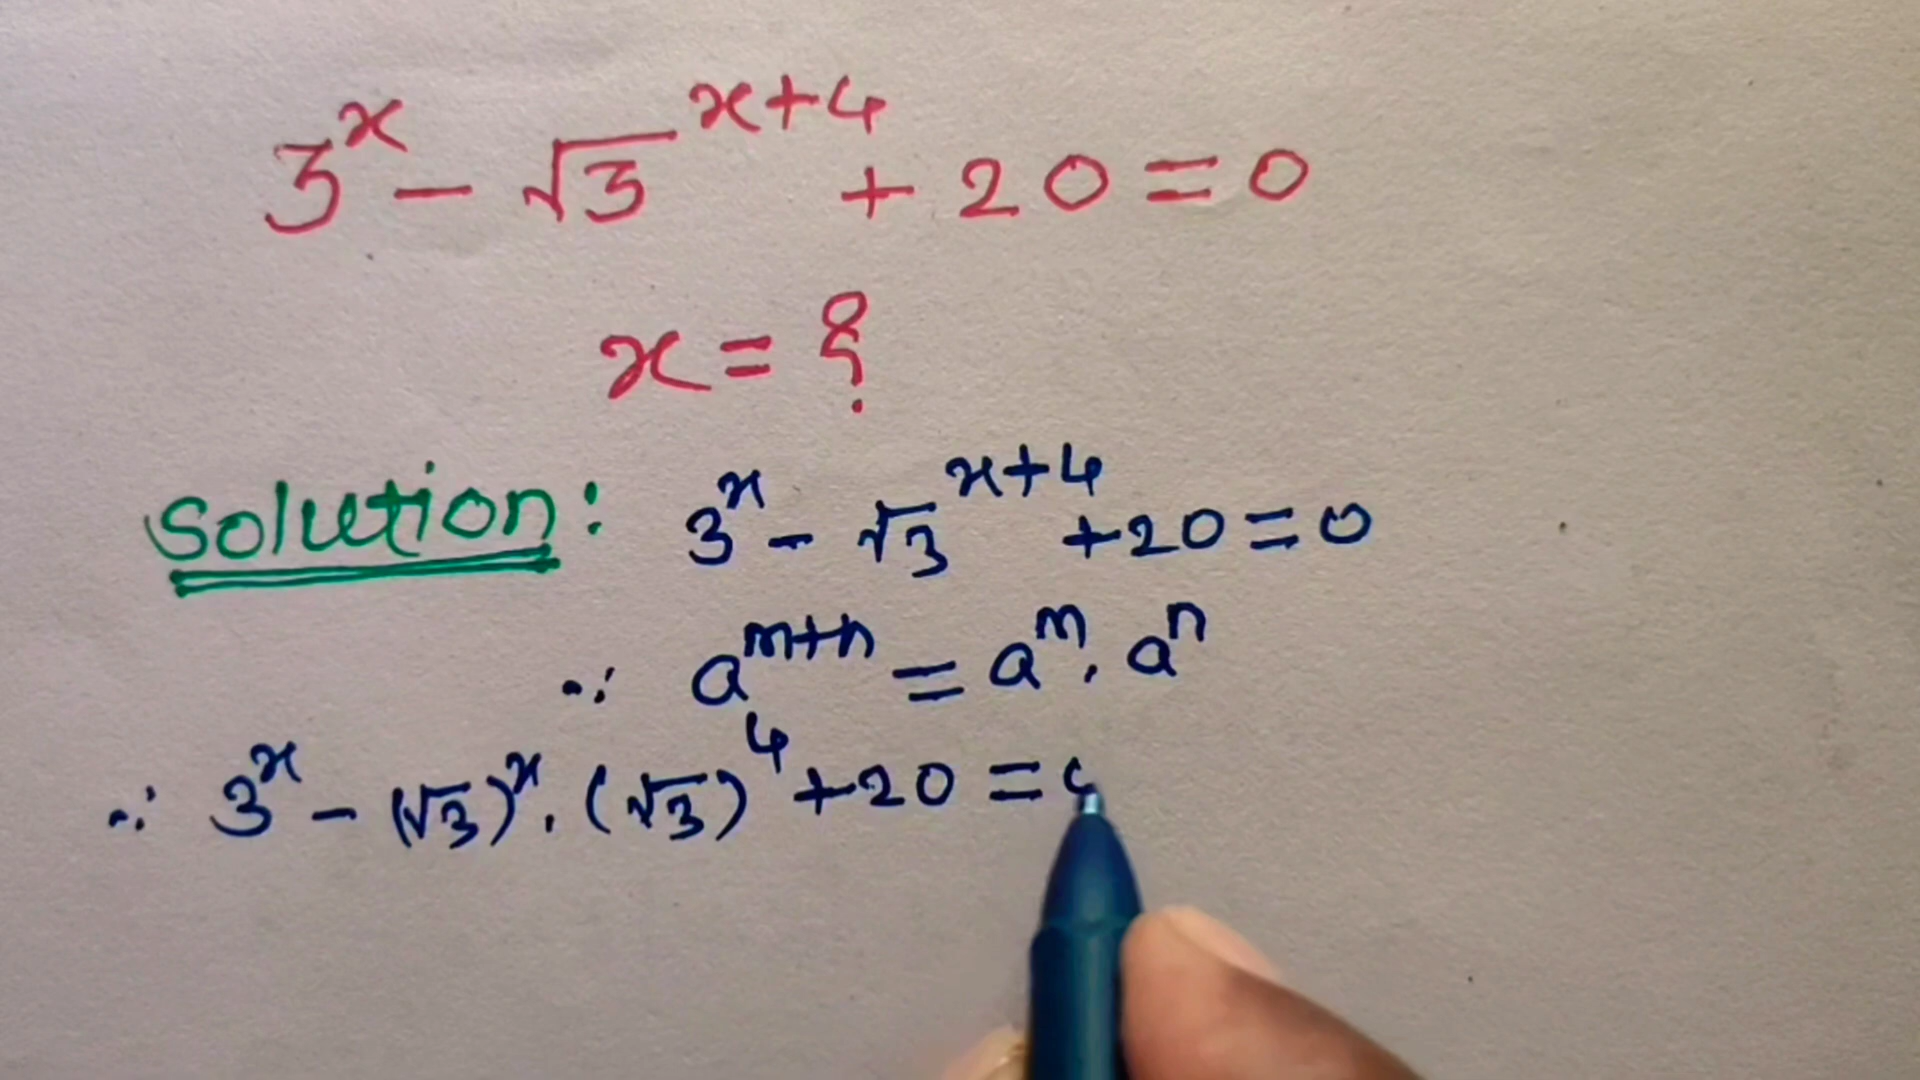 3^x - √3^(x+4) + 20 = 0
x = ?
Solution: 3^x - √3^(x+4) + 20 = 0
∵ a^(m+n) = a^m . a^n
∴ 3^x - (√3)^x . (√3)^4 + 20 =